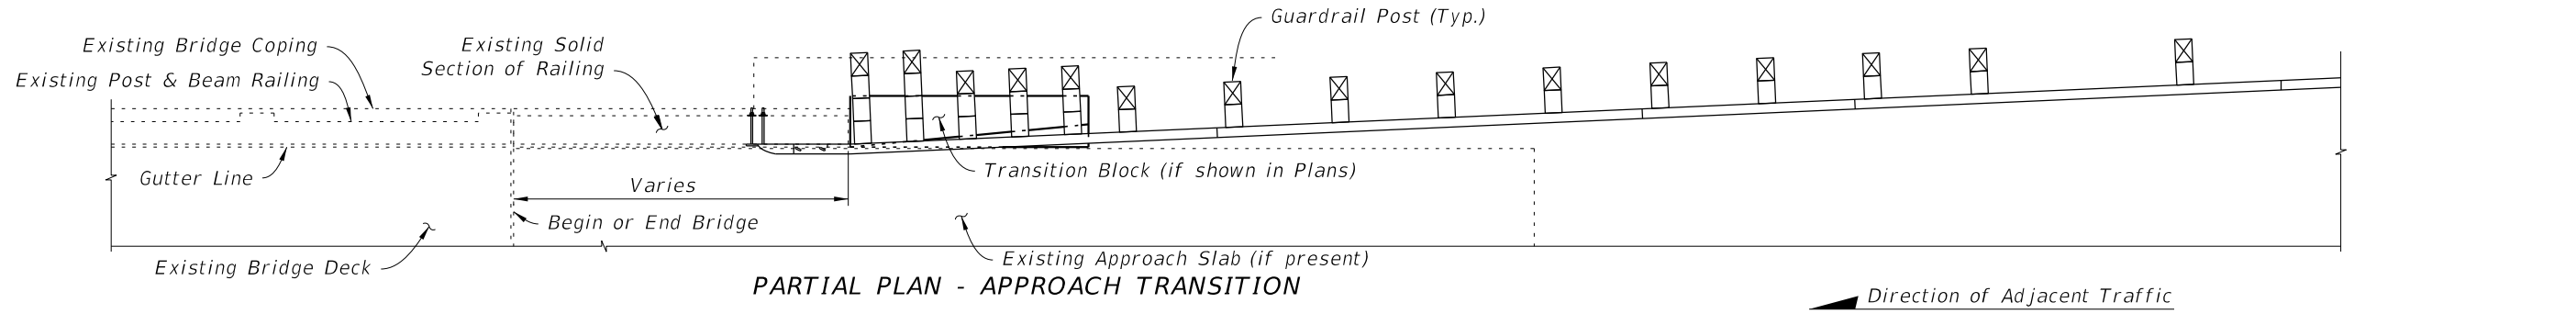 Guardrail Post (Typ.)
Existing Bridge Coping
Existing Solid
Section of Railing
Existing Post & Beam Railing
Gutter Line
Transition Block (if shown in Plans)
Varies
Begin or End Bridge
Existing Bridge Deck
Existing Approach Slab (if present)
PARTIAL PLAN - APPROACH TRANSITION
Direction of Adjacent Traffic